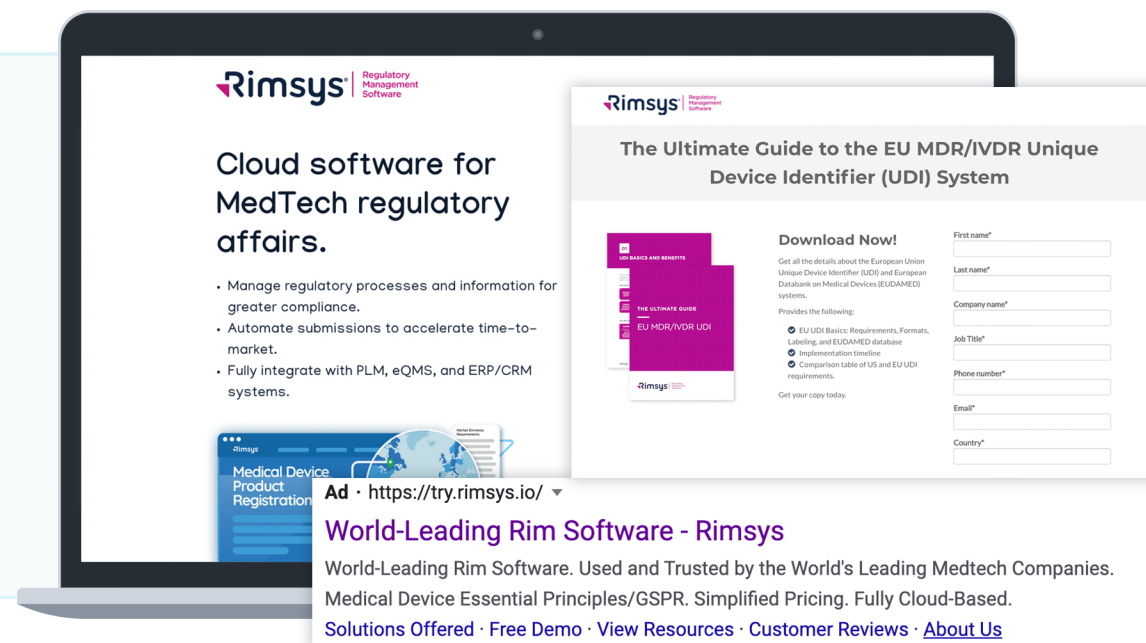 Rimsys® Regulatory
Management
Software
Cloud software for
MedTech regulatory
affairs.
• Manage regulatory processes and information for
greater compliance.
• Automate submissions to accelerate time-to-
market.
• Fully integrate with PLM, eQMS, and ERP/CRM
systems.
Rimsys
Medical Device
Product
Registration
Market Entrance
Requirements
Rimsys Regulatory
Management
Software
The Ultimate Guide to the EU MDR/IVDR Unique
Device Identifier (UDI) System
01
UDI BASICS AND BENEFITS
THE ULTIMATE GUIDE
EU MDR/IVDR UDI
Rimsys
Download Now!
Get all the details about the European Union
Unique Device Identifier (UDI) and European
Databank on Medical Devices (EUDAMED)
systems.
Provides the following:
EU UDI Basics: Requirements, Formats,
Labeling, and EUDAMED database
Implementation timeline
Comparison table of US and EU UDI
requirements.
Get your copy today.
First name*
Last name*
Company name*
Job Title*
Phone number*
Email*
Country*
Ad · https://try.rimsys.io/
World-Leading Rim Software - Rimsys
World-Leading Rim Software. Used and Trusted by the World's Leading Medtech Companies.
Medical Device Essential Principles/GSPR. Simplified Pricing. Fully Cloud-Based.
Solutions Offered · Free Demo · View Resources · Customer Reviews · About Us